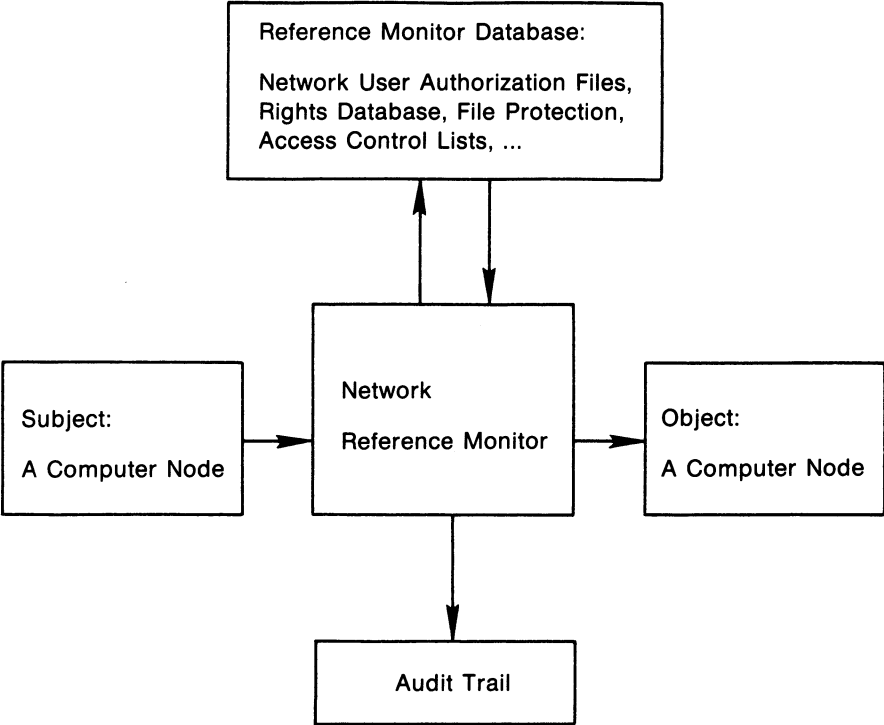 Reference Monitor Database:
Network User Authorization Files,
Rights Database, File Protection,
Access Control Lists, ...
Subject:
A Computer Node
Network
Reference Monitor
Object:
A Computer Node
Audit Trail